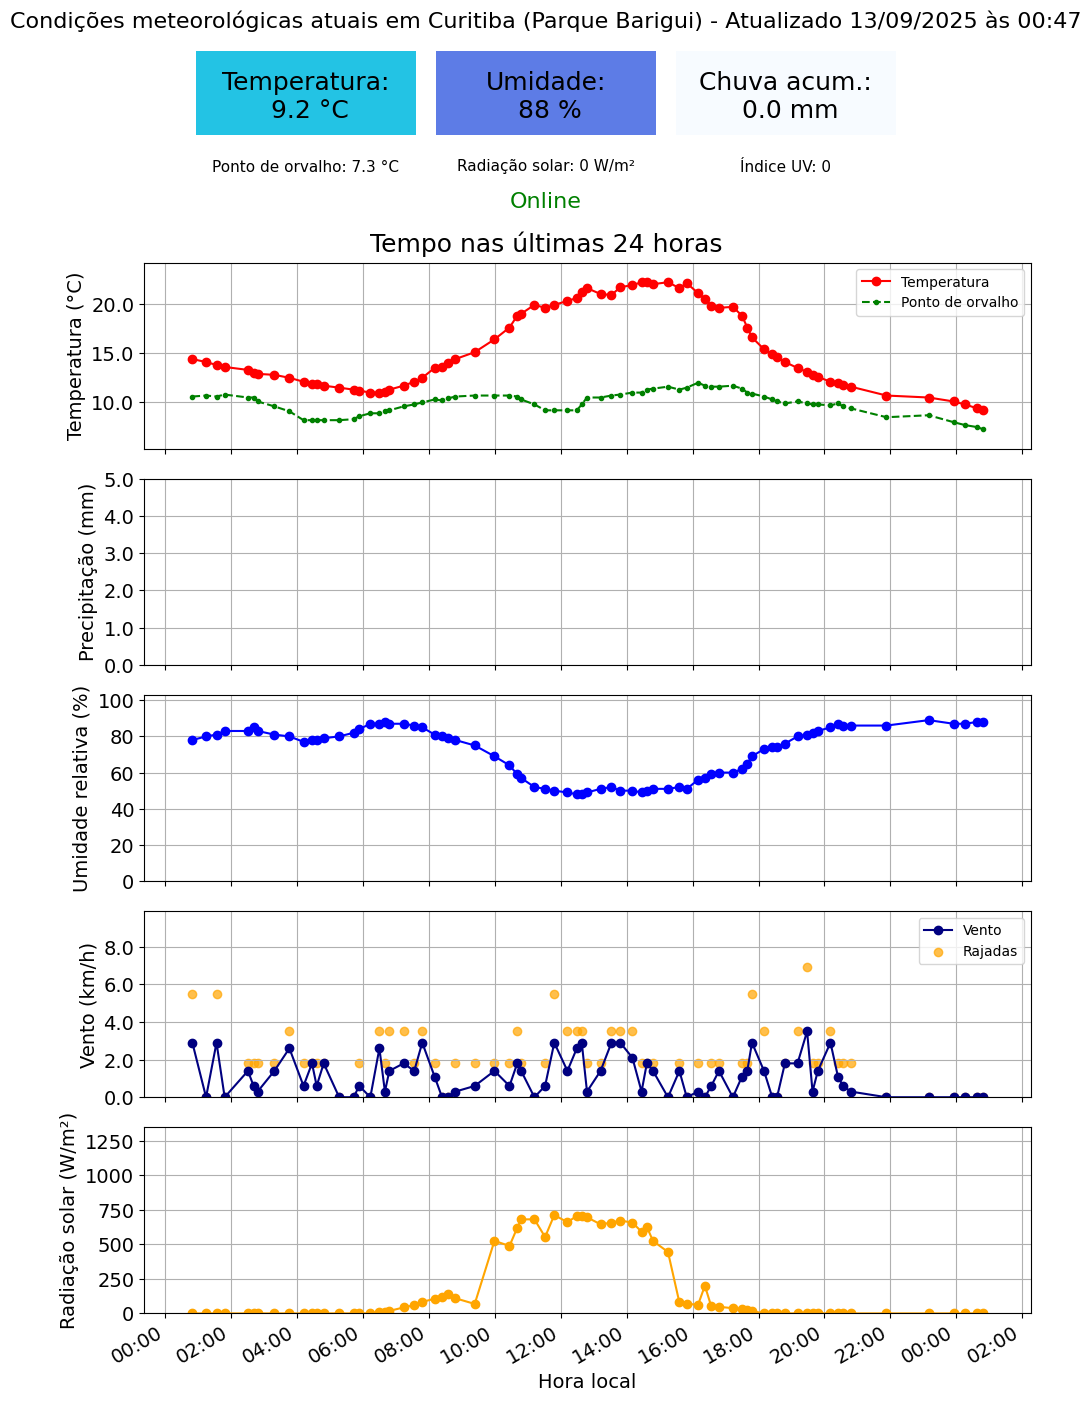 Condições meteorológicas atuais em Curitiba (Parque Barigui) - Atualizado 13/09/2025 às 00:47
Temperatura:
9.2 °C
Umidade:
88 %
Chuva acum.:
0.0 mm
Ponto de orvalho: 7.3 °C
Radiação solar: 0 W/m²
Índice UV: 0
Online
Tempo nas últimas 24 horas
Temperatura (°C)
20.0
15.0
10.0
Temperatura
Ponto de orvalho
Precipitação (mm)
5.0
4.0
3.0
2.0
1.0
0.0
Umidade relativa (%)
100
80
60
40
20
0
Vento (km/h)
8.0
6.0
4.0
2.0
0.0
Vento
Rajadas
Radiação solar (W/m²)
1250
1000
750
500
250
0
00:00
02:00
04:00
06:00
08:00
10:00
12:00
14:00
16:00
18:00
20:00
22:00
00:00
02:00
Hora local